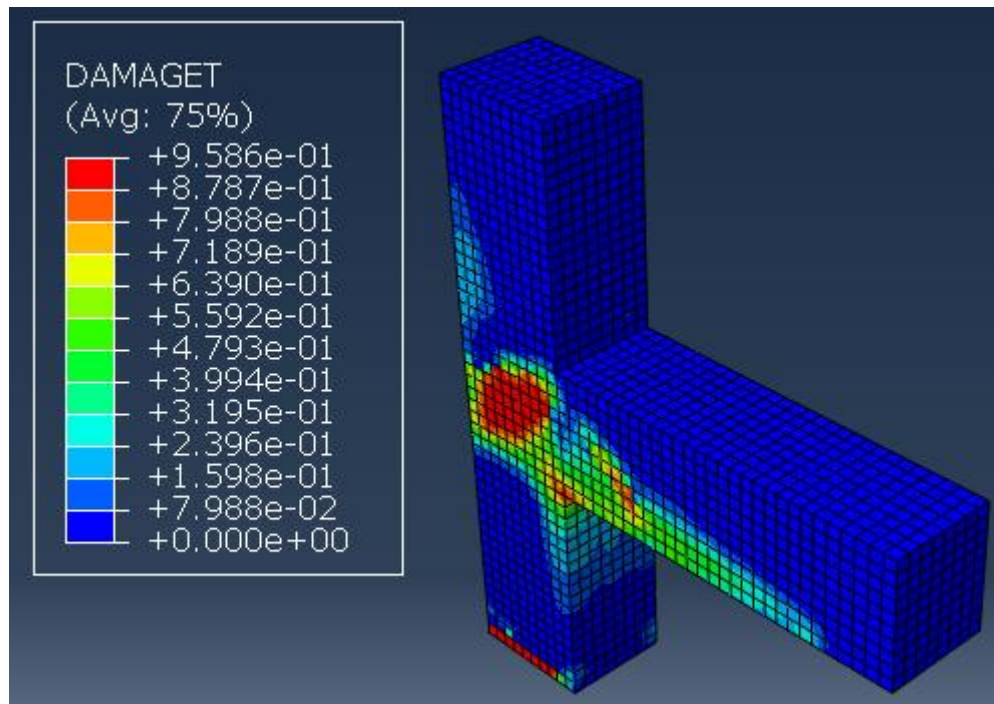 DAMAGET
(Avg: 75%)
+9.586e-01
+8.787e-01
+7.988e-01
+7.189e-01
+6.390e-01
+5.592e-01
+4.793e-01
+3.994e-01
+3.195e-01
+2.396e-01
+1.598e-01
+7.988e-02
+0.000e+00